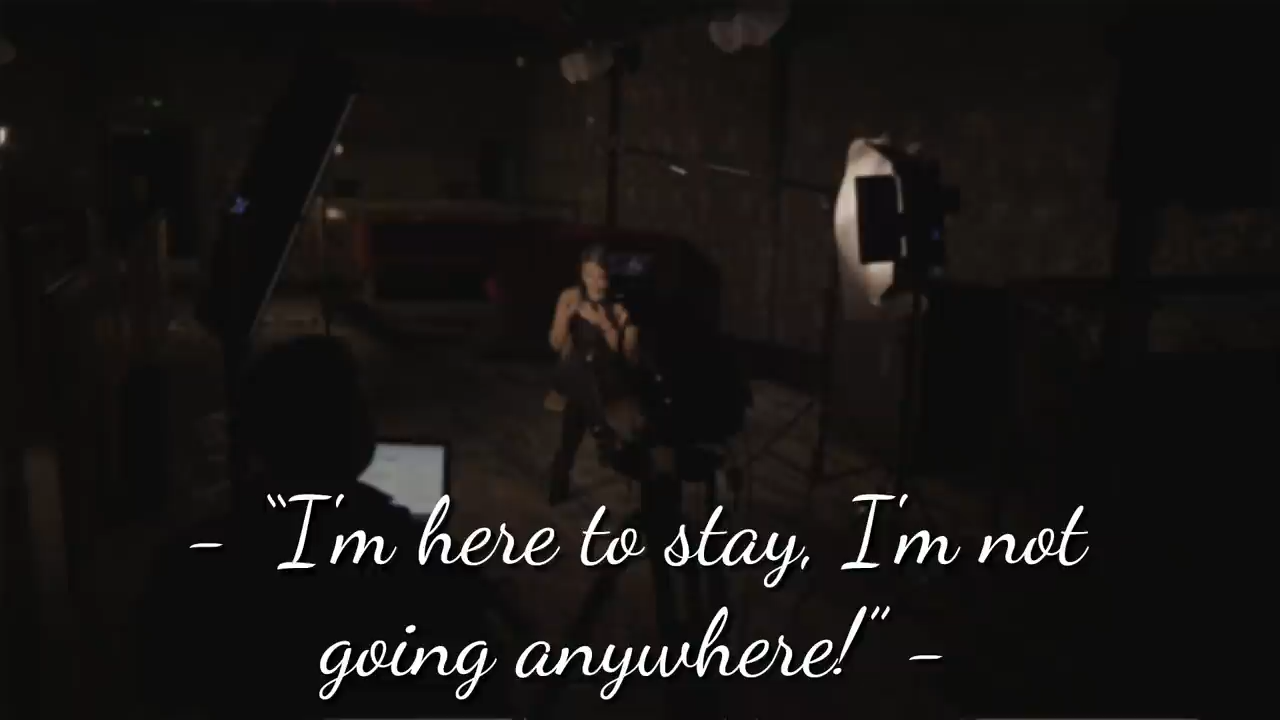 - "I'm here to stay, I'm not
going anywhere!" -